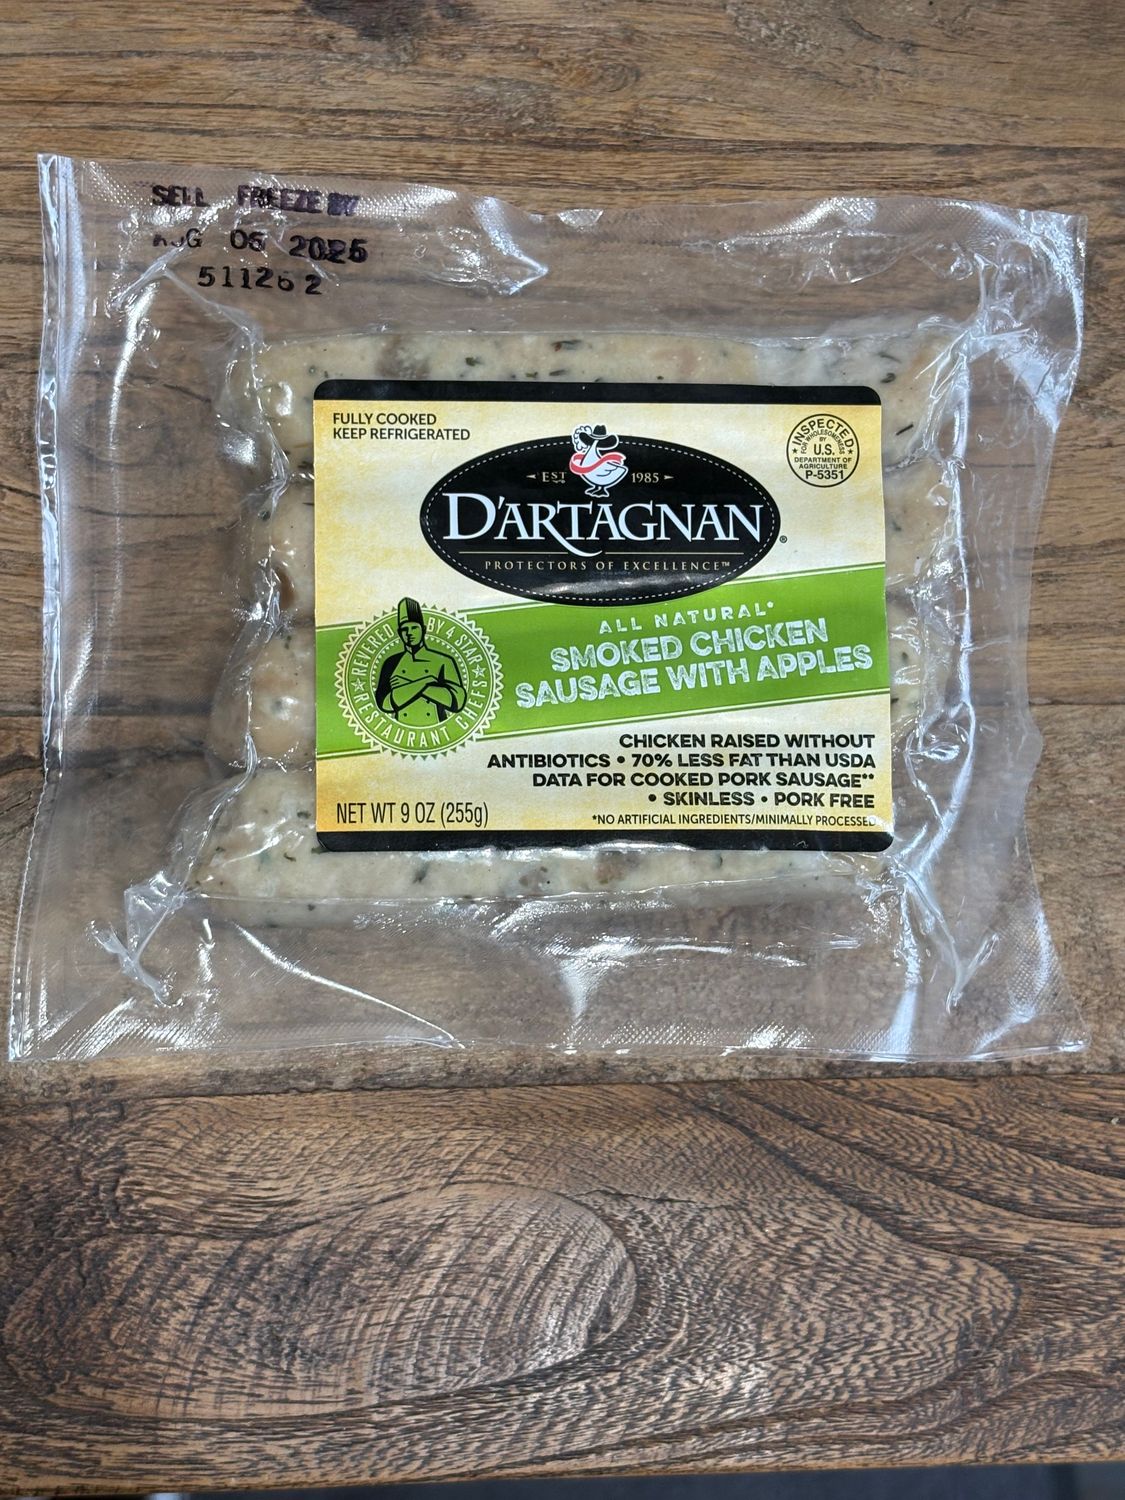 SELL FREEZE BY
AUG 06 2025
511262
FULLY COOKED
KEEP REFRIGERATED
EST 1985
D'ARTAGNAN®
PROTECTORS OF EXCELLENCE™
INSPECTED
FOR WHOLESOMENESS
BY
U.S.
DEPARTMENT OF
AGRICULTURE
P-5351
ALL NATURAL*
SMOKED CHICKEN
SAUSAGE WITH APPLES
REVERED BY 4 STAR
RESTAURANT CHEFS
CHICKEN RAISED WITHOUT
ANTIBIOTICS • 70% LESS FAT THAN USDA
DATA FOR COOKED PORK SAUSAGE**
• SKINLESS • PORK FREE
NET WT 9 OZ (255g)
*NO ARTIFICIAL INGREDIENTS/MINIMALLY PROCESSED